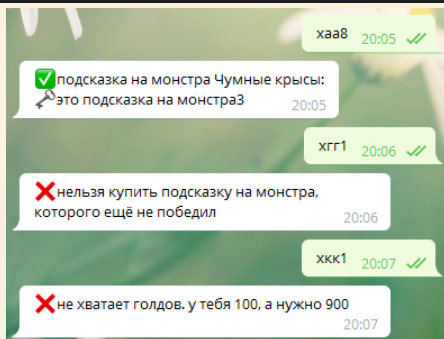 хаа8 20:05
подсказка на монстра Чумные крысы:
это подсказка на монстра3
20:05
хгг1 20:06
нельзя купить подсказку на монстра,
которого ещё не победил
20:06
хкк1 20:07
не хватает голдов. у тебя 100, а нужно 900
20:07